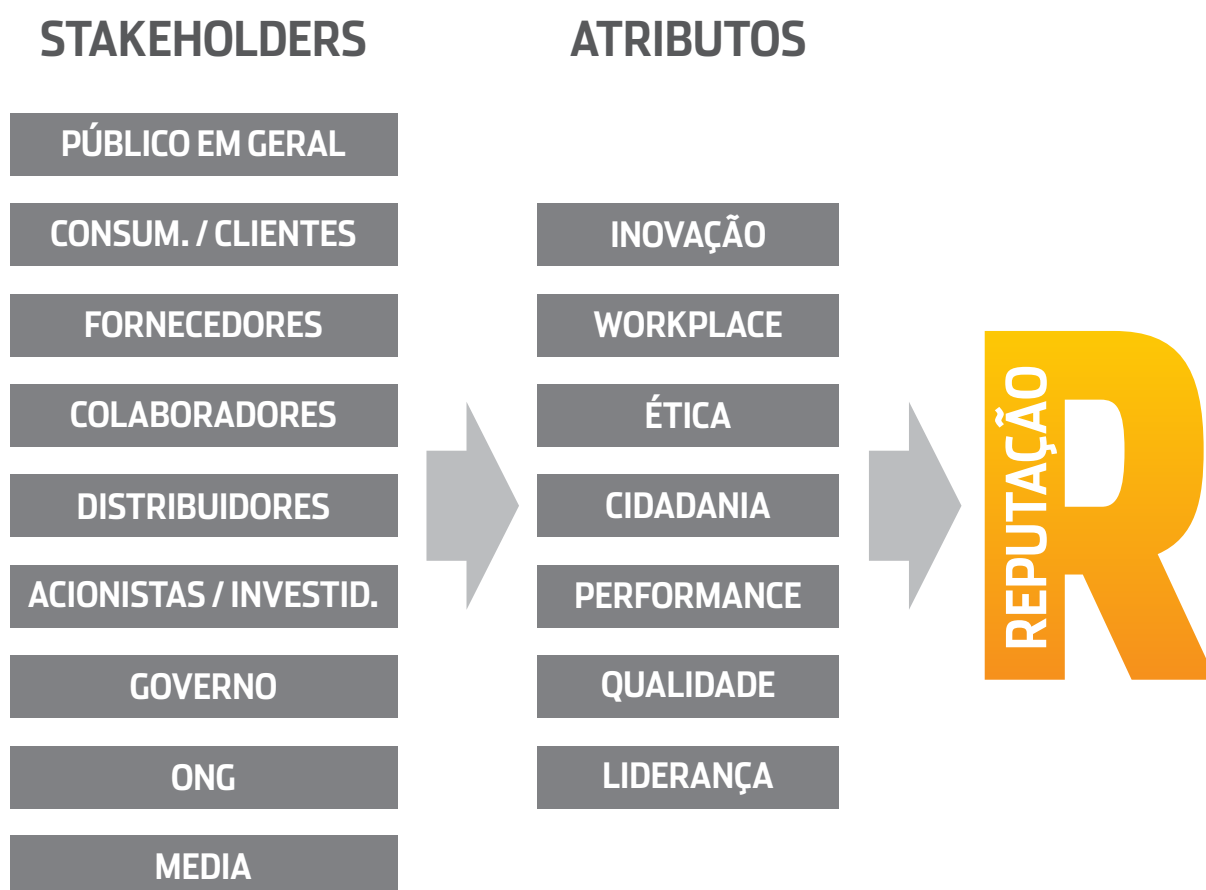 STAKEHOLDERS
PÚBLICO EM GERAL
CONSUM. / CLIENTES
FORNECEDORES
COLABORADORES
DISTRIBUIDORES
ACIONISTAS / INVESTID.
GOVERNO
ONG
MEDIA
ATRIBUTOS
INOVAÇÃO
WORKPLACE
ÉTICA
CIDADANIA
PERFORMANCE
QUALIDADE
LIDERANÇA
REPUTAÇÃO
R